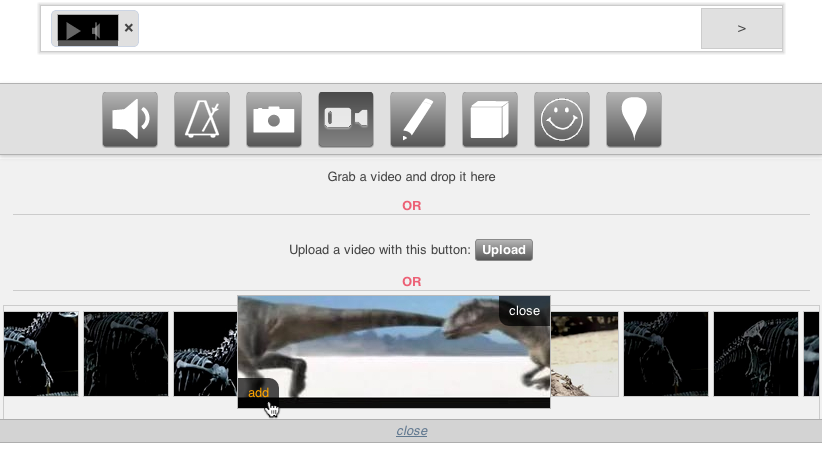 ×
>
Grab a video and drop it here
OR
Upload a video with this button: Upload
OR
close
add
close